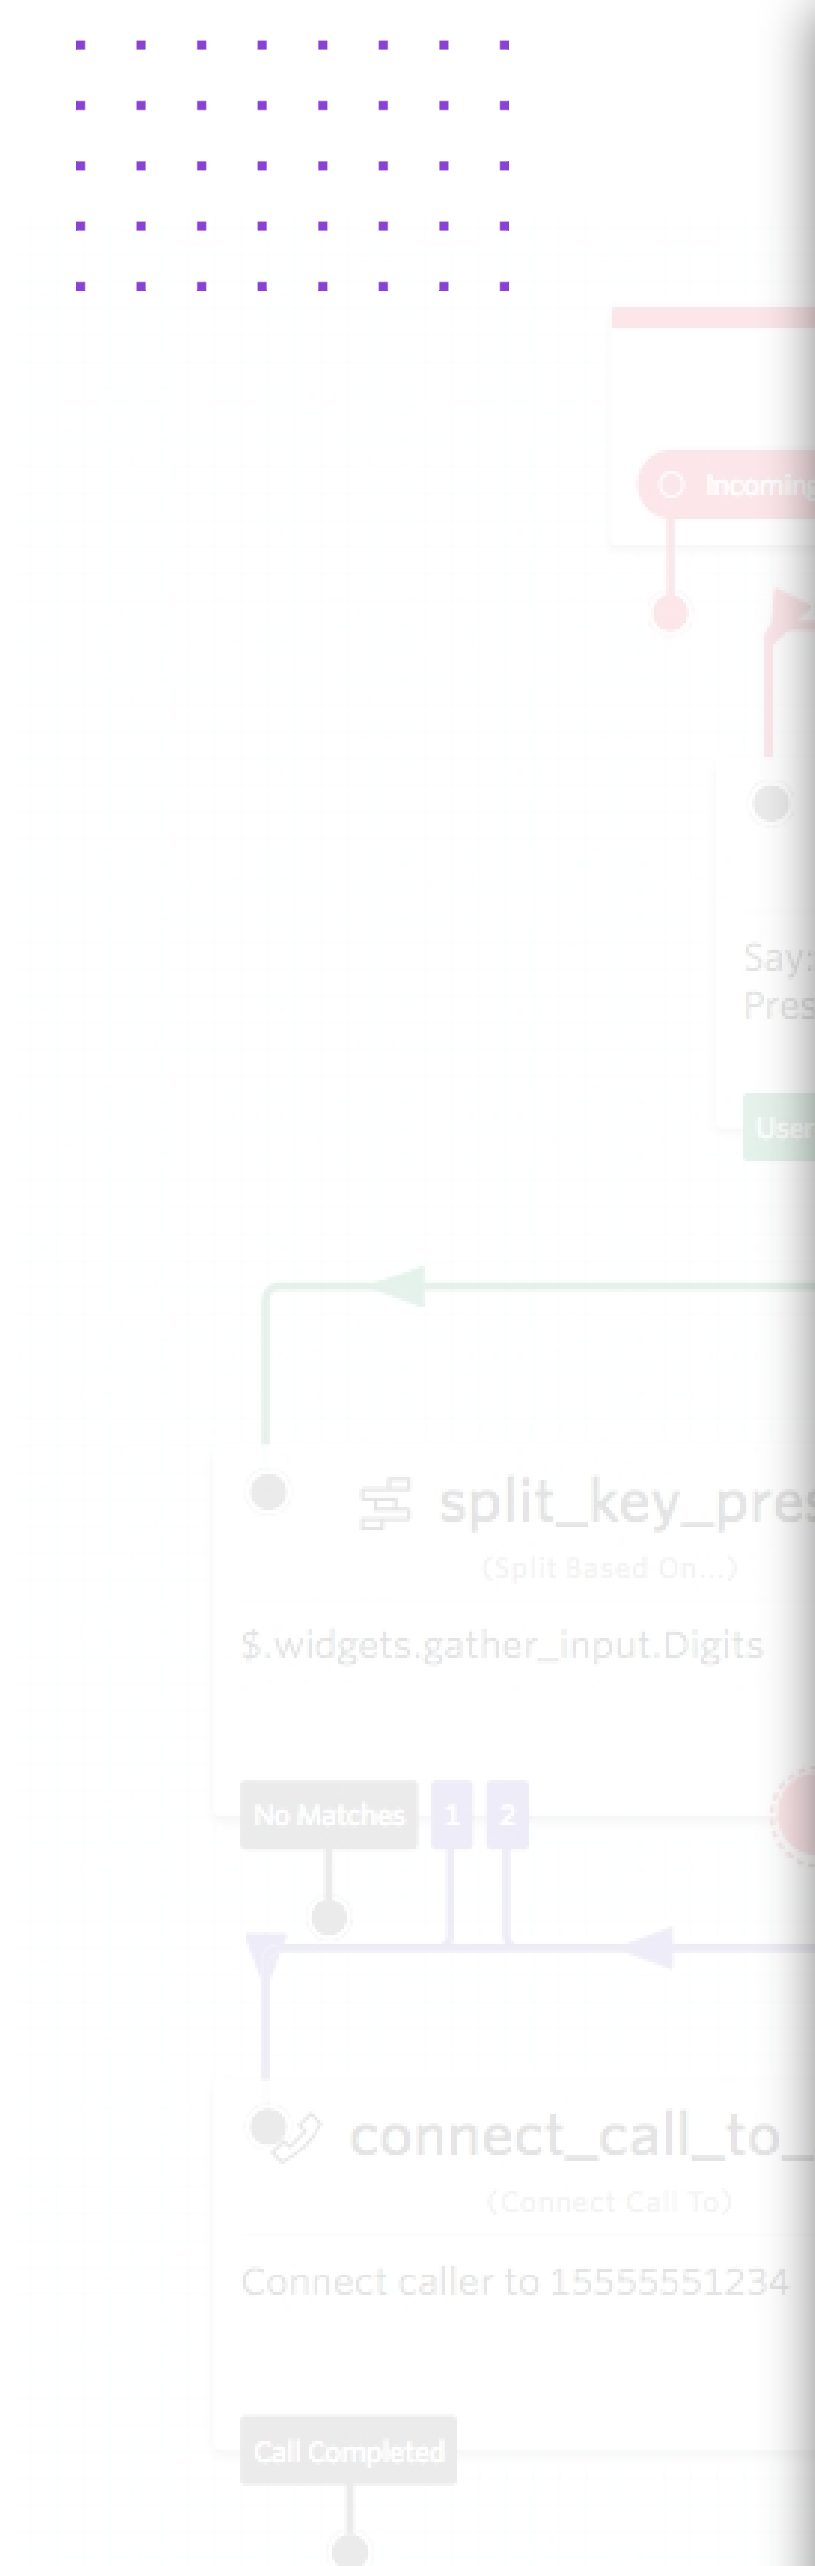 Incoming
Say:
Pres
User
split_key_pres
(Split Based On...)
$.widgets.gather_input.Digits
No Matches 1 2
connect_call_to_
(Connect Call To)
Connect caller to 15555551234
Call Completed